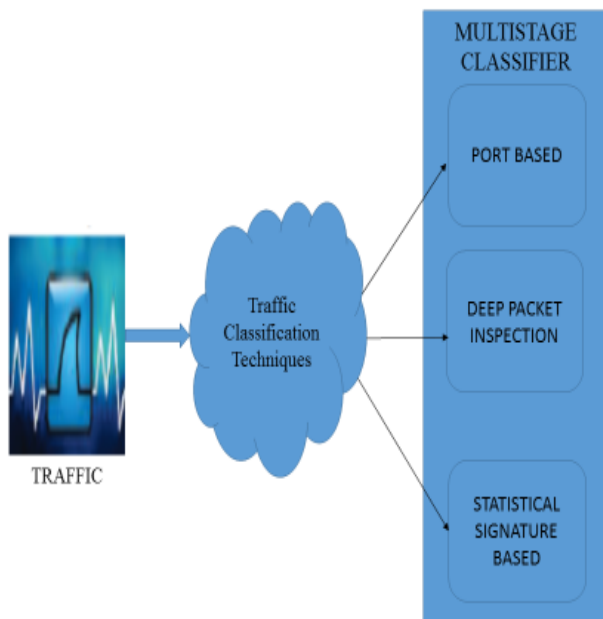 MULTISTAGE
CLASSIFIER
PORT BASED
Traffic
Classification
Techniques
DEEP PACKET
INSPECTION
TRAFFIC
STATISTICAL
SIGNATURE
BASED